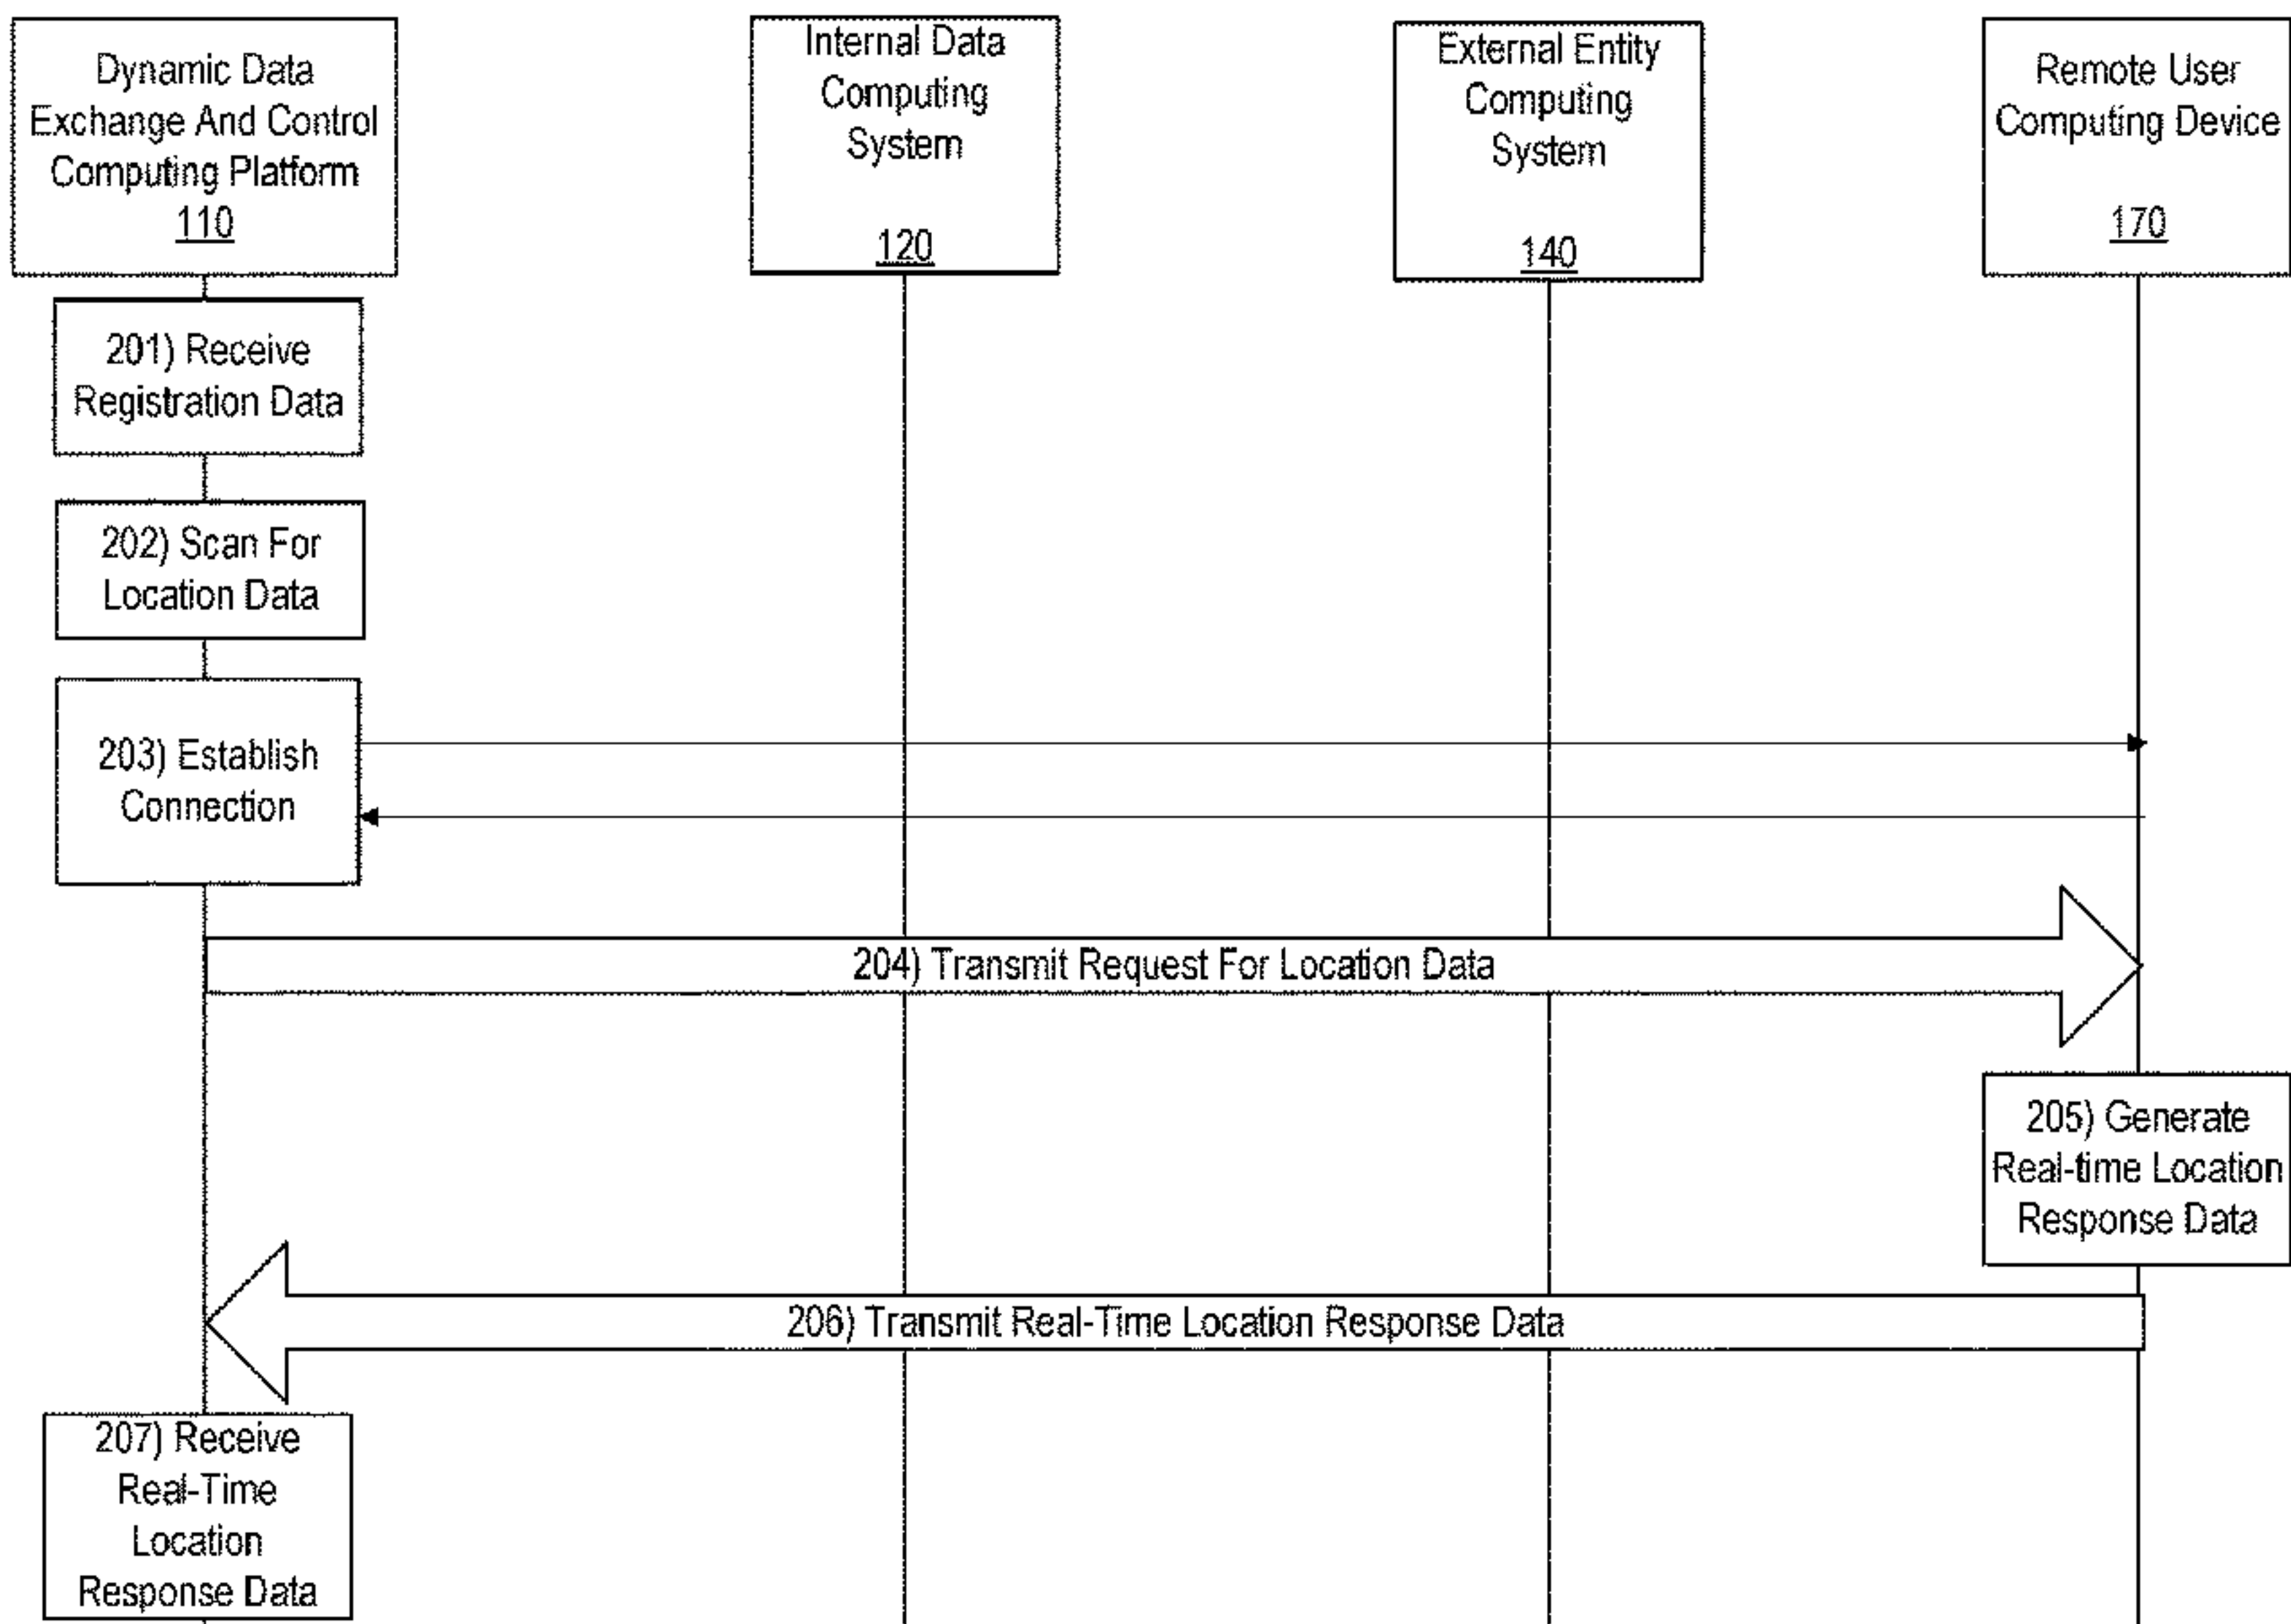 Dynamic Data
Exchange And Control
Computing Platform
110
Internal Data
Computing
System
120
External Entity
Computing
System
140
Remote User
Computing Device
170
201) Receive
Registration Data
202) Scan For
Location Data
203) Establish
Connection
204) Transmit Request For Location Data
205) Generate
Real-time Location
Response Data
206) Transmit Real-Time Location Response Data
207) Receive
Real-Time
Location
Response Data